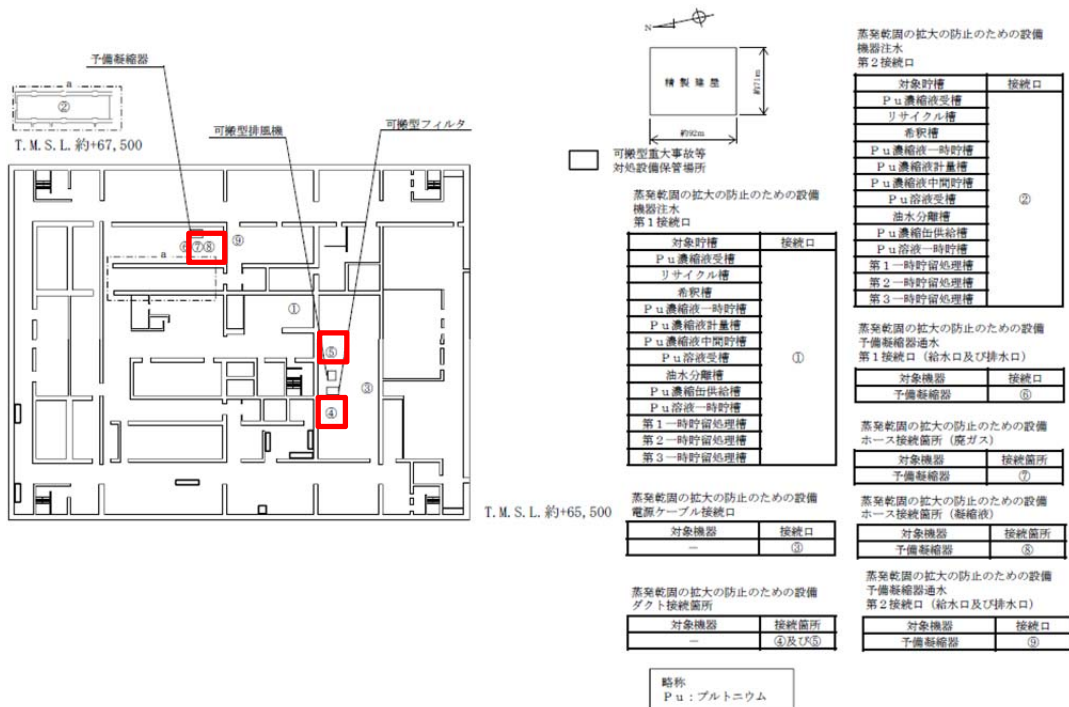 予備凝縮器
a
②
T.M.S.L.約+67,500
可搬型排風機
可搬型フィルタ
⑥
⑦
⑧
⑨
a
①
⑤
③
④
T.M.S.L.約+65,500
N
精製建屋
約71m
約92m
可搬型重大事故等
対処設備保管場所
蒸発乾固の拡大の防止のための設備
機器注水
第1接続口
対象貯槽 接続口
Pu濃縮液受槽
リサイクル槽
希釈槽
Pu濃縮液一時貯槽
Pu濃縮液計量槽
Pu濃縮液中間貯槽
Pu溶液受槽
油水分離槽
Pu濃縮缶供給槽
Pu溶液一時貯槽
第1一時貯留処理槽
第2一時貯留処理槽
第3一時貯留処理槽
①
蒸発乾固の拡大の防止のための設備
電源ケーブル接続口
対象機器 接続口
― ③
蒸発乾固の拡大の防止のための設備
ダクト接続箇所
対象機器 接続箇所
― ④及び⑤
略称
Pu:プルトニウム
蒸発乾固の拡大の防止のための設備
機器注水
第2接続口
対象貯槽 接続口
Pu濃縮液受槽
リサイクル槽
希釈槽
Pu濃縮液一時貯槽
Pu濃縮液計量槽
Pu濃縮液中間貯槽
Pu溶液受槽
油水分離槽
Pu濃縮缶供給槽
Pu溶液一時貯槽
第1一時貯留処理槽
第2一時貯留処理槽
第3一時貯留処理槽
②
蒸発乾固の拡大の防止のための設備
予備凝縮器通水
第1接続口(給水口及び排水口)
対象機器 接続口
予備凝縮器 ⑥
蒸発乾固の拡大の防止のための設備
ホース接続箇所(廃ガス)
対象機器 接続箇所
予備凝縮器 ⑦
蒸発乾固の拡大の防止のための設備
ホース接続箇所(凝縮液)
対象機器 接続箇所
予備凝縮器 ⑧
蒸発乾固の拡大の防止のための設備
予備凝縮器通水
第2接続口(給水口及び排水口)
対象機器 接続口
予備凝縮器 ⑨